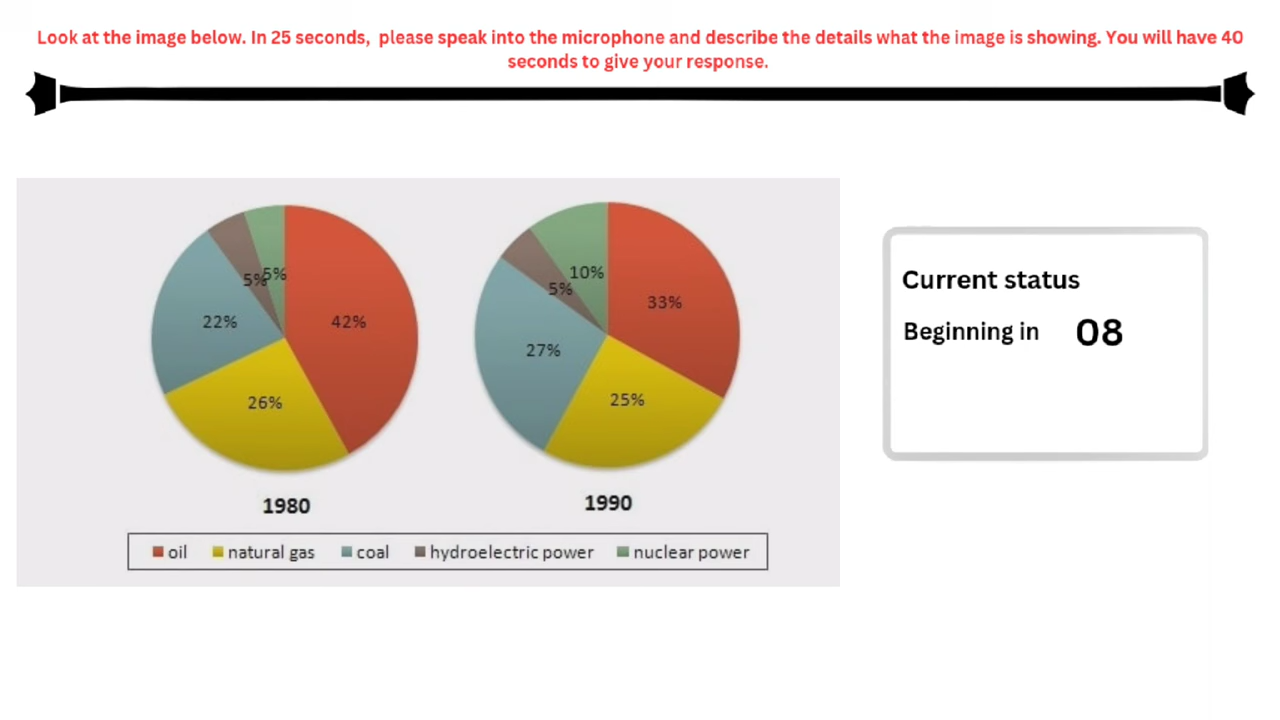 Look at the image below. In 25 seconds, please speak into the microphone and describe the details what the image is showing. You will have 40
seconds to give your response.
5%
5%
22%
42%
26%
1980
10%
5%
33%
27%
25%
1990
oil natural gas coal hydroelectric power nuclear power
Current status
Beginning in 08